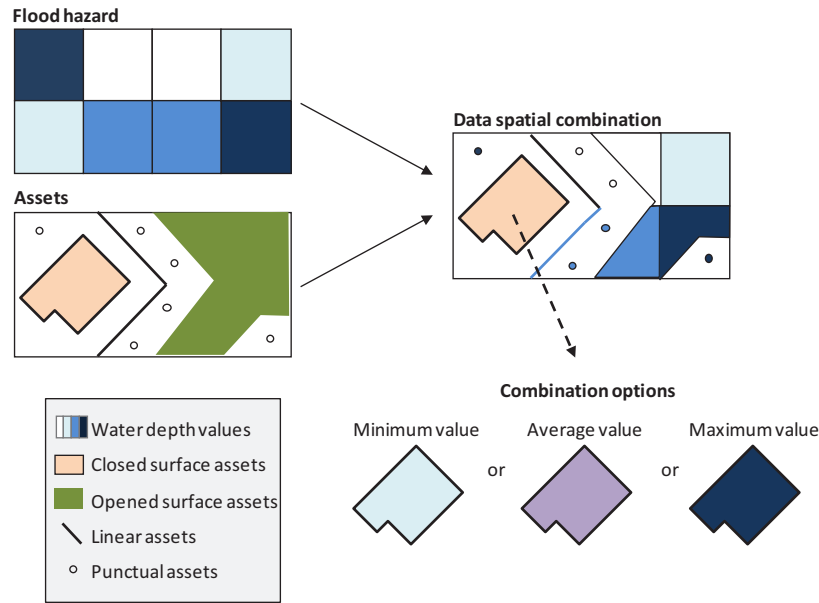 Flood hazard
Data spatial combination
Assets
Combination options
Minimum value
Average value
Maximum value
or
or
Water depth values
Closed surface assets
Opened surface assets
Linear assets
Punctual assets